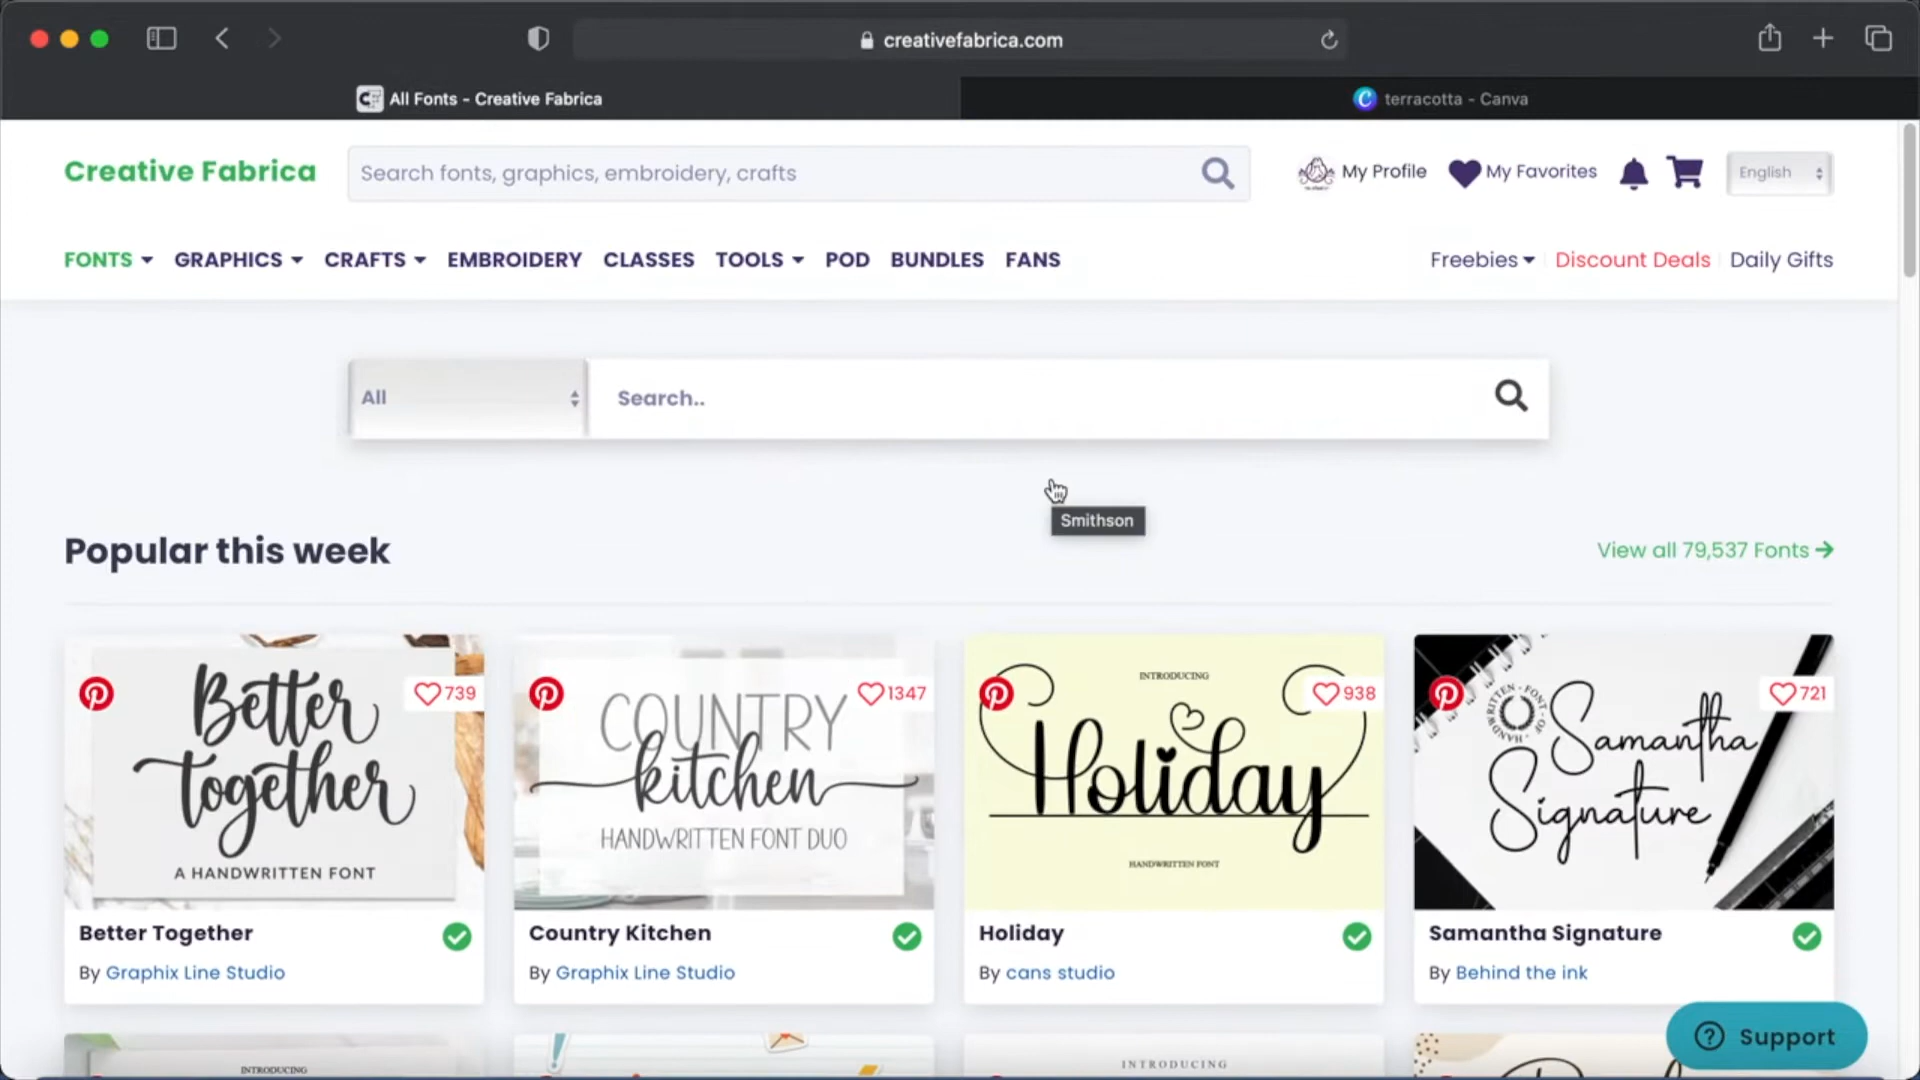 creativefabrica.com
All Fonts - Creative Fabrica
terracotta - Canva
Creative Fabrica
Search fonts, graphics, embroidery, crafts
My Profile
My Favorites
English
FONTS
GRAPHICS
CRAFTS
EMBROIDERY
CLASSES
TOOLS
POD
BUNDLES
FANS
Freebies
Discount Deals
Daily Gifts
All
Search..
Smithson
Popular this week
View all 79,537 Fonts
739
Better
together
A HANDWRITTEN FONT
Better Together
By Graphix Line Studio
1347
COUNTRY
kitchen
HANDWRITTEN FONT DUO
Country Kitchen
By Graphix Line Studio
INTRODUCING
938
Holiday
HANDWRITTEN FONT
Holiday
By cans studio
721
Samantha
Signature
Samantha Signature
By Behind the ink
INTRODUCING
INTRODUCING
Support